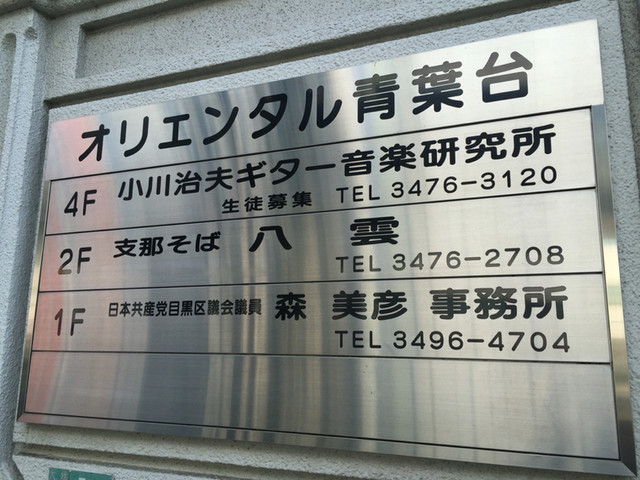 オリエンタル青葉台
4F 小川治夫ギター音楽研究所
生徒募集 TEL 3476-3120
2F 支那そば 八雲
TEL 3476-2708
1F 日本共産党目黒区議会議員 森 美彦 事務所
TEL 3496-4704